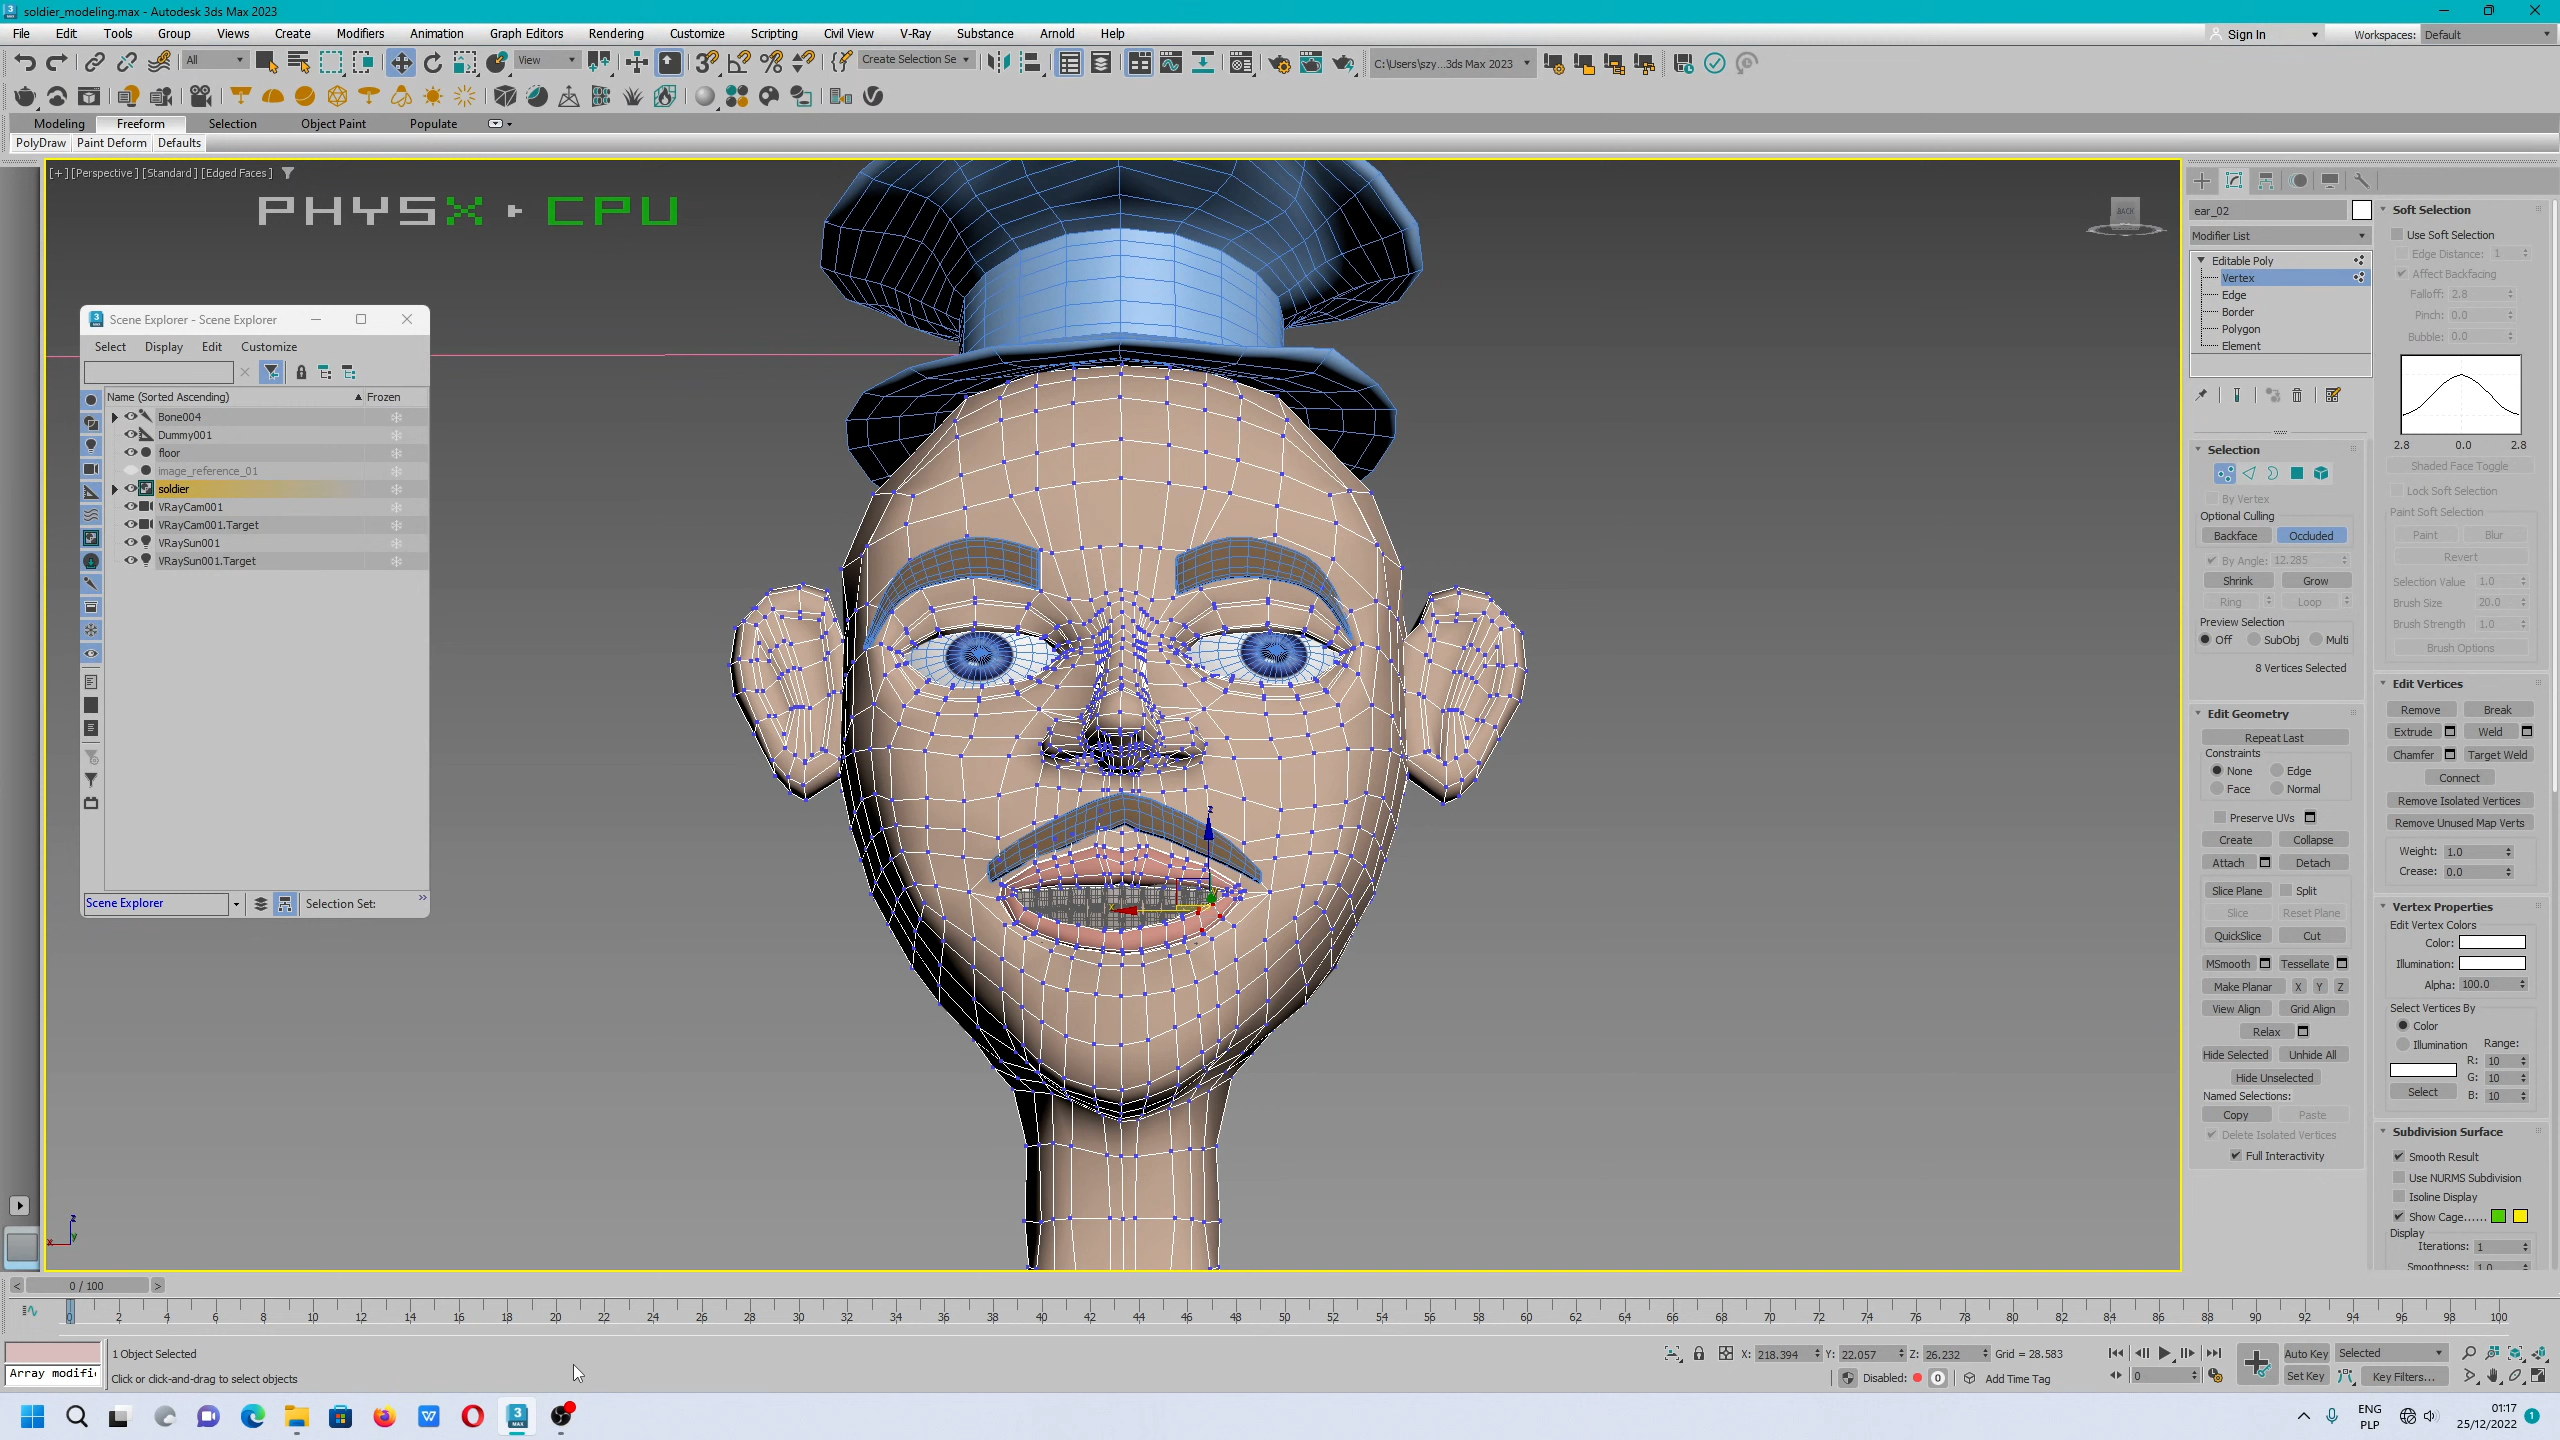 soldier_modeling.max - Autodesk 3ds Max 2023
File Edit Tools Group Views Create Modifiers Animation Graph Editors Rendering Customize Scripting Civil View V-Ray Substance Arnold Help
Sign In Workspaces: Default
All View Create Selection Se C:\Users\szy...3ds Max 2023
Modeling Freeform Selection Object Paint Populate
PolyDraw Paint Deform Defaults
[+] [Perspective] [Standard] [Edged Faces]
PHYSX CPU
BACK
Scene Explorer - Scene Explorer
Select Display Edit Customize
Name (Sorted Ascending) Frozen
Bone004
Dummy001
floor
image_reference_01
soldier
VRayCam001
VRayCam001.Target
VRaySun001
VRaySun001.Target
Scene Explorer Selection Set:
ear_02
Modifier List
Editable Poly
Vertex
Edge
Border
Polygon
Element
Selection
By Vertex
Optional Culling
Backface Occluded
By Angle: 12.285
Shrink Grow
Ring Loop
Preview Selection
Off SubObj Multi
8 Vertices Selected
Edit Geometry
Repeat Last
Constraints
None Edge
Face Normal
Preserve UVs
Create Collapse
Attach Detach
Slice Plane Split
Slice Reset Plane
QuickSlice Cut
MSmooth Tessellate
Make Planar X Y Z
View Align Grid Align
Relax
Hide Selected Unhide All
Hide Unselected
Named Selections:
Copy Paste
Delete Isolated Vertices
Full Interactivity
Soft Selection
Use Soft Selection
Edge Distance: 1
Affect Backfacing
Falloff: 2.8
Pinch: 0.0
Bubble: 0.0
2.8 0.0 2.8
Shaded Face Toggle
Lock Soft Selection
Paint Soft Selection
Paint Blur
Revert
Selection Value 1.0
Brush Size 20.0
Brush Strength 1.0
Brush Options
Edit Vertices
Remove Break
Extrude Weld
Chamfer Target Weld
Connect
Remove Isolated Vertices
Remove Unused Map Verts
Weight: 1.0
Crease: 0.0
Vertex Properties
Edit Vertex Colors
Color:
Illumination:
Alpha: 100.0
Select Vertices By
Color
Illumination Range:
R: 10
G: 10
Select B: 10
Subdivision Surface
Smooth Result
Use NURMS Subdivision
Isoline Display
Show Cage......
Display
Iterations: 1
Smoothness: 1.0
z
x
z
x y
< 0 / 100 >
0 2 4 6 8 10 12 14 16 18 20 22 24 26 28 30 32 34 36 38 40 42 44 46 48 50 52 54 56 58 60 62 64 66 68 70 72 74 76 78 80 82 84 86 88 90 92 94 96 98 100
1 Object Selected
Array modifi
Click or click-and-drag to select objects
X: 218.394 Y: 22.057 Z: 26.232 Grid = 28.583
Disabled: 0 Add Time Tag
0
Auto Key Selected
Set Key Key Filters...
3 MAX
ENG
PLP
01:17
25/12/2022
1